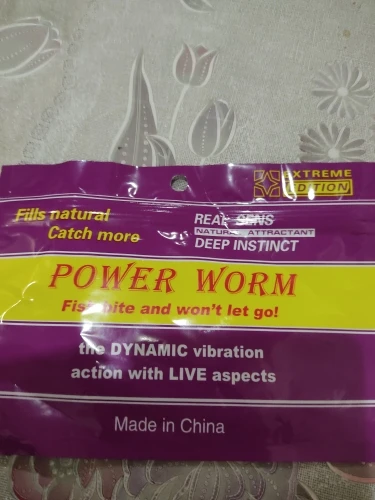 EXTREME
EDITION
Fills natural
Catch more
REAL SENS
NATURAL ATTRACTANT
DEEP INSTINCT
POWER WORM
Fish bite and won't let go!
the DYNAMIC vibration
action with LIVE aspects
Made in China